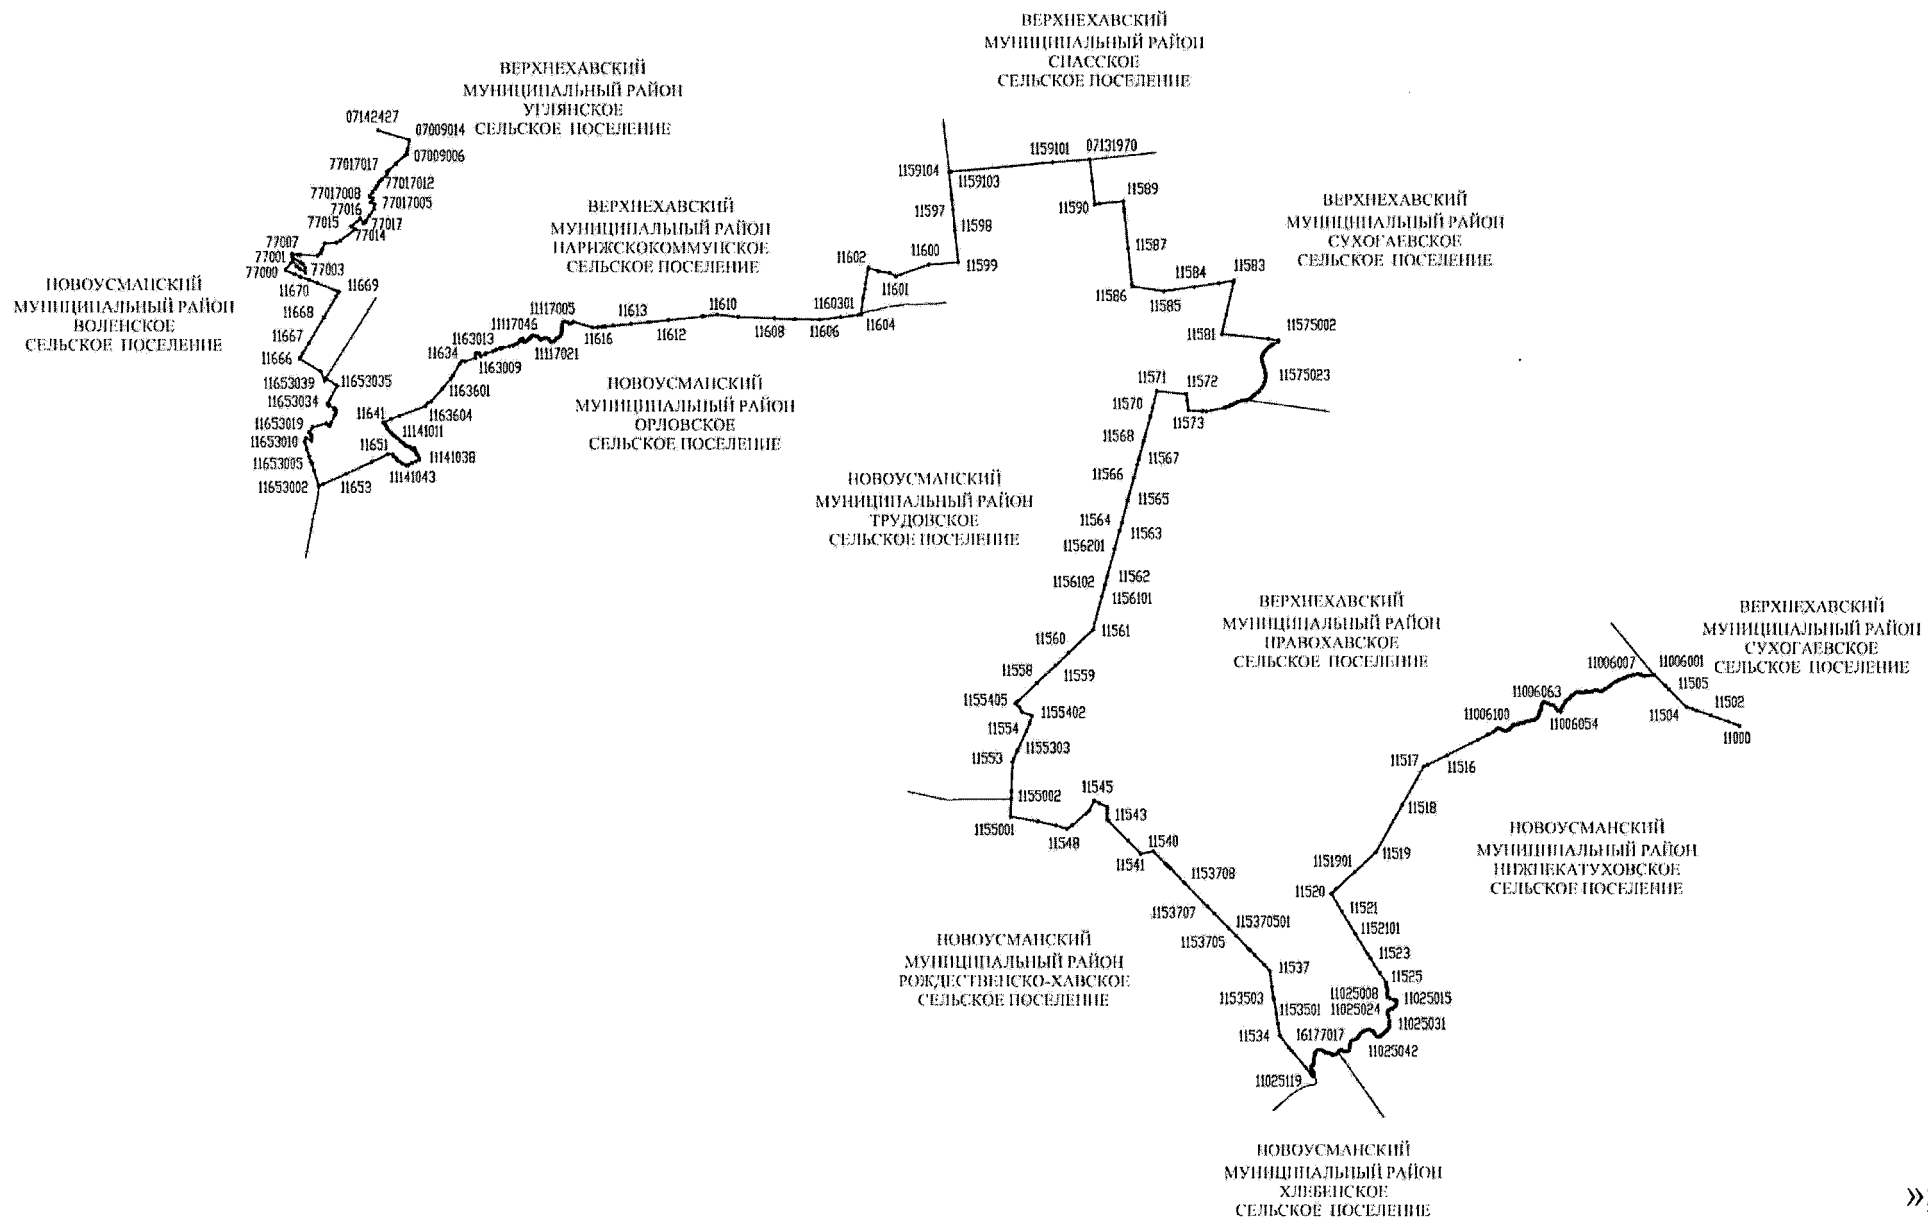 ВЕРХНЕХАВСКИЙ
МУНИЦИПАЛЬНЫЙ РАЙОН
СПАССКОЕ
СЕЛЬСКОЕ ПОСЕЛЕНИЕ
ВЕРХНЕХАВСКИЙ
МУНИЦИПАЛЬНЫЙ РАЙОН
УГЛЯНСКОЕ
СЕЛЬСКОЕ ПОСЕЛЕНИЕ
07142427
07009014
07009006
77017017
77017012
77017008
77017005
77016
77017
77015
77014
77007
77001
77000
77003
11670
11669
11668
11667
11666
НОВОУСМАНСКИЙ
МУНИЦИПАЛЬНЫЙ РАЙОН
ВОЛЕНСКОЕ
СЕЛЬСКОЕ ПОСЕЛЕНИЕ
11653039
11653035
11653034
11653019
11653010
11653005
11653002
11653
11651
11641
11141011
11141038
11141043
1163604
1163601
11634
1163013
1163009
11117046
11117021
11117005
11616
11613
11612
11610
11608
11606
1160301
11604
ВЕРХНЕХАВСКИЙ
МУНИЦИПАЛЬНЫЙ РАЙОН
ПАРИЖСКОКОММУНСКОЕ
СЕЛЬСКОЕ ПОСЕЛЕНИЕ
НОВОУСМАНСКИЙ
МУНИЦИПАЛЬНЫЙ РАЙОН
ОРЛОВСКОЕ
СЕЛЬСКОЕ ПОСЕЛЕНИЕ
11602
11601
11600
11599
11598
11597
1159104
1159103
1159101
07131970
11589
11590
11587
11586
11585
11584
11583
11581
11575002
11575023
ВЕРХНЕХАВСКИЙ
МУНИЦИПАЛЬНЫЙ РАЙОН
СУХОГАЕВСКОЕ
СЕЛЬСКОЕ ПОСЕЛЕНИЕ
11573
11572
11571
11570
11568
11567
11566
11565
11564
11563
1156201
11562
1156102
1156101
11561
11560
11559
11558
НОВОУСМАНСКИЙ
МУНИЦИПАЛЬНЫЙ РАЙОН
ТРУДОВСКОЕ
СЕЛЬСКОЕ ПОСЕЛЕНИЕ
1155405
1155402
11554
1155303
11553
1155002
1155001
11548
11545
11543
11541
11540
1153708
1153707
115370501
1153705
11537
1153503
1153501
11534
16177017
11025119
ВЕРХНЕХАВСКИЙ
МУНИЦИПАЛЬНЫЙ РАЙОН
ПРАВОХАВСКОЕ
СЕЛЬСКОЕ ПОСЕЛЕНИЕ
ВЕРХНЕХАВСКИЙ
МУНИЦИПАЛЬНЫЙ РАЙОН
СУХОГАЕВСКОЕ
СЕЛЬСКОЕ ПОСЕЛЕНИЕ
11006007
11006001
11505
11502
11504
11000
11006063
11006054
11006100
11517
11516
11518
11519
1151901
11520
11521
1152101
11523
11525
11025008
11025015
11025024
11025031
11025042
НОВОУСМАНСКИЙ
МУНИЦИПАЛЬНЫЙ РАЙОН
НИЖНЕКАТУХОВСКОЕ
СЕЛЬСКОЕ ПОСЕЛЕНИЕ
НОВОУСМАНСКИЙ
МУНИЦИПАЛЬНЫЙ РАЙОН
РОЖДЕСТВЕНСКО-ХАВСКОЕ
СЕЛЬСКОЕ ПОСЕЛЕНИЕ
НОВОУСМАНСКИЙ
МУНИЦИПАЛЬНЫЙ РАЙОН
ХЛЕБЕНСКОЕ
СЕЛЬСКОЕ ПОСЕЛЕНИЕ
»;